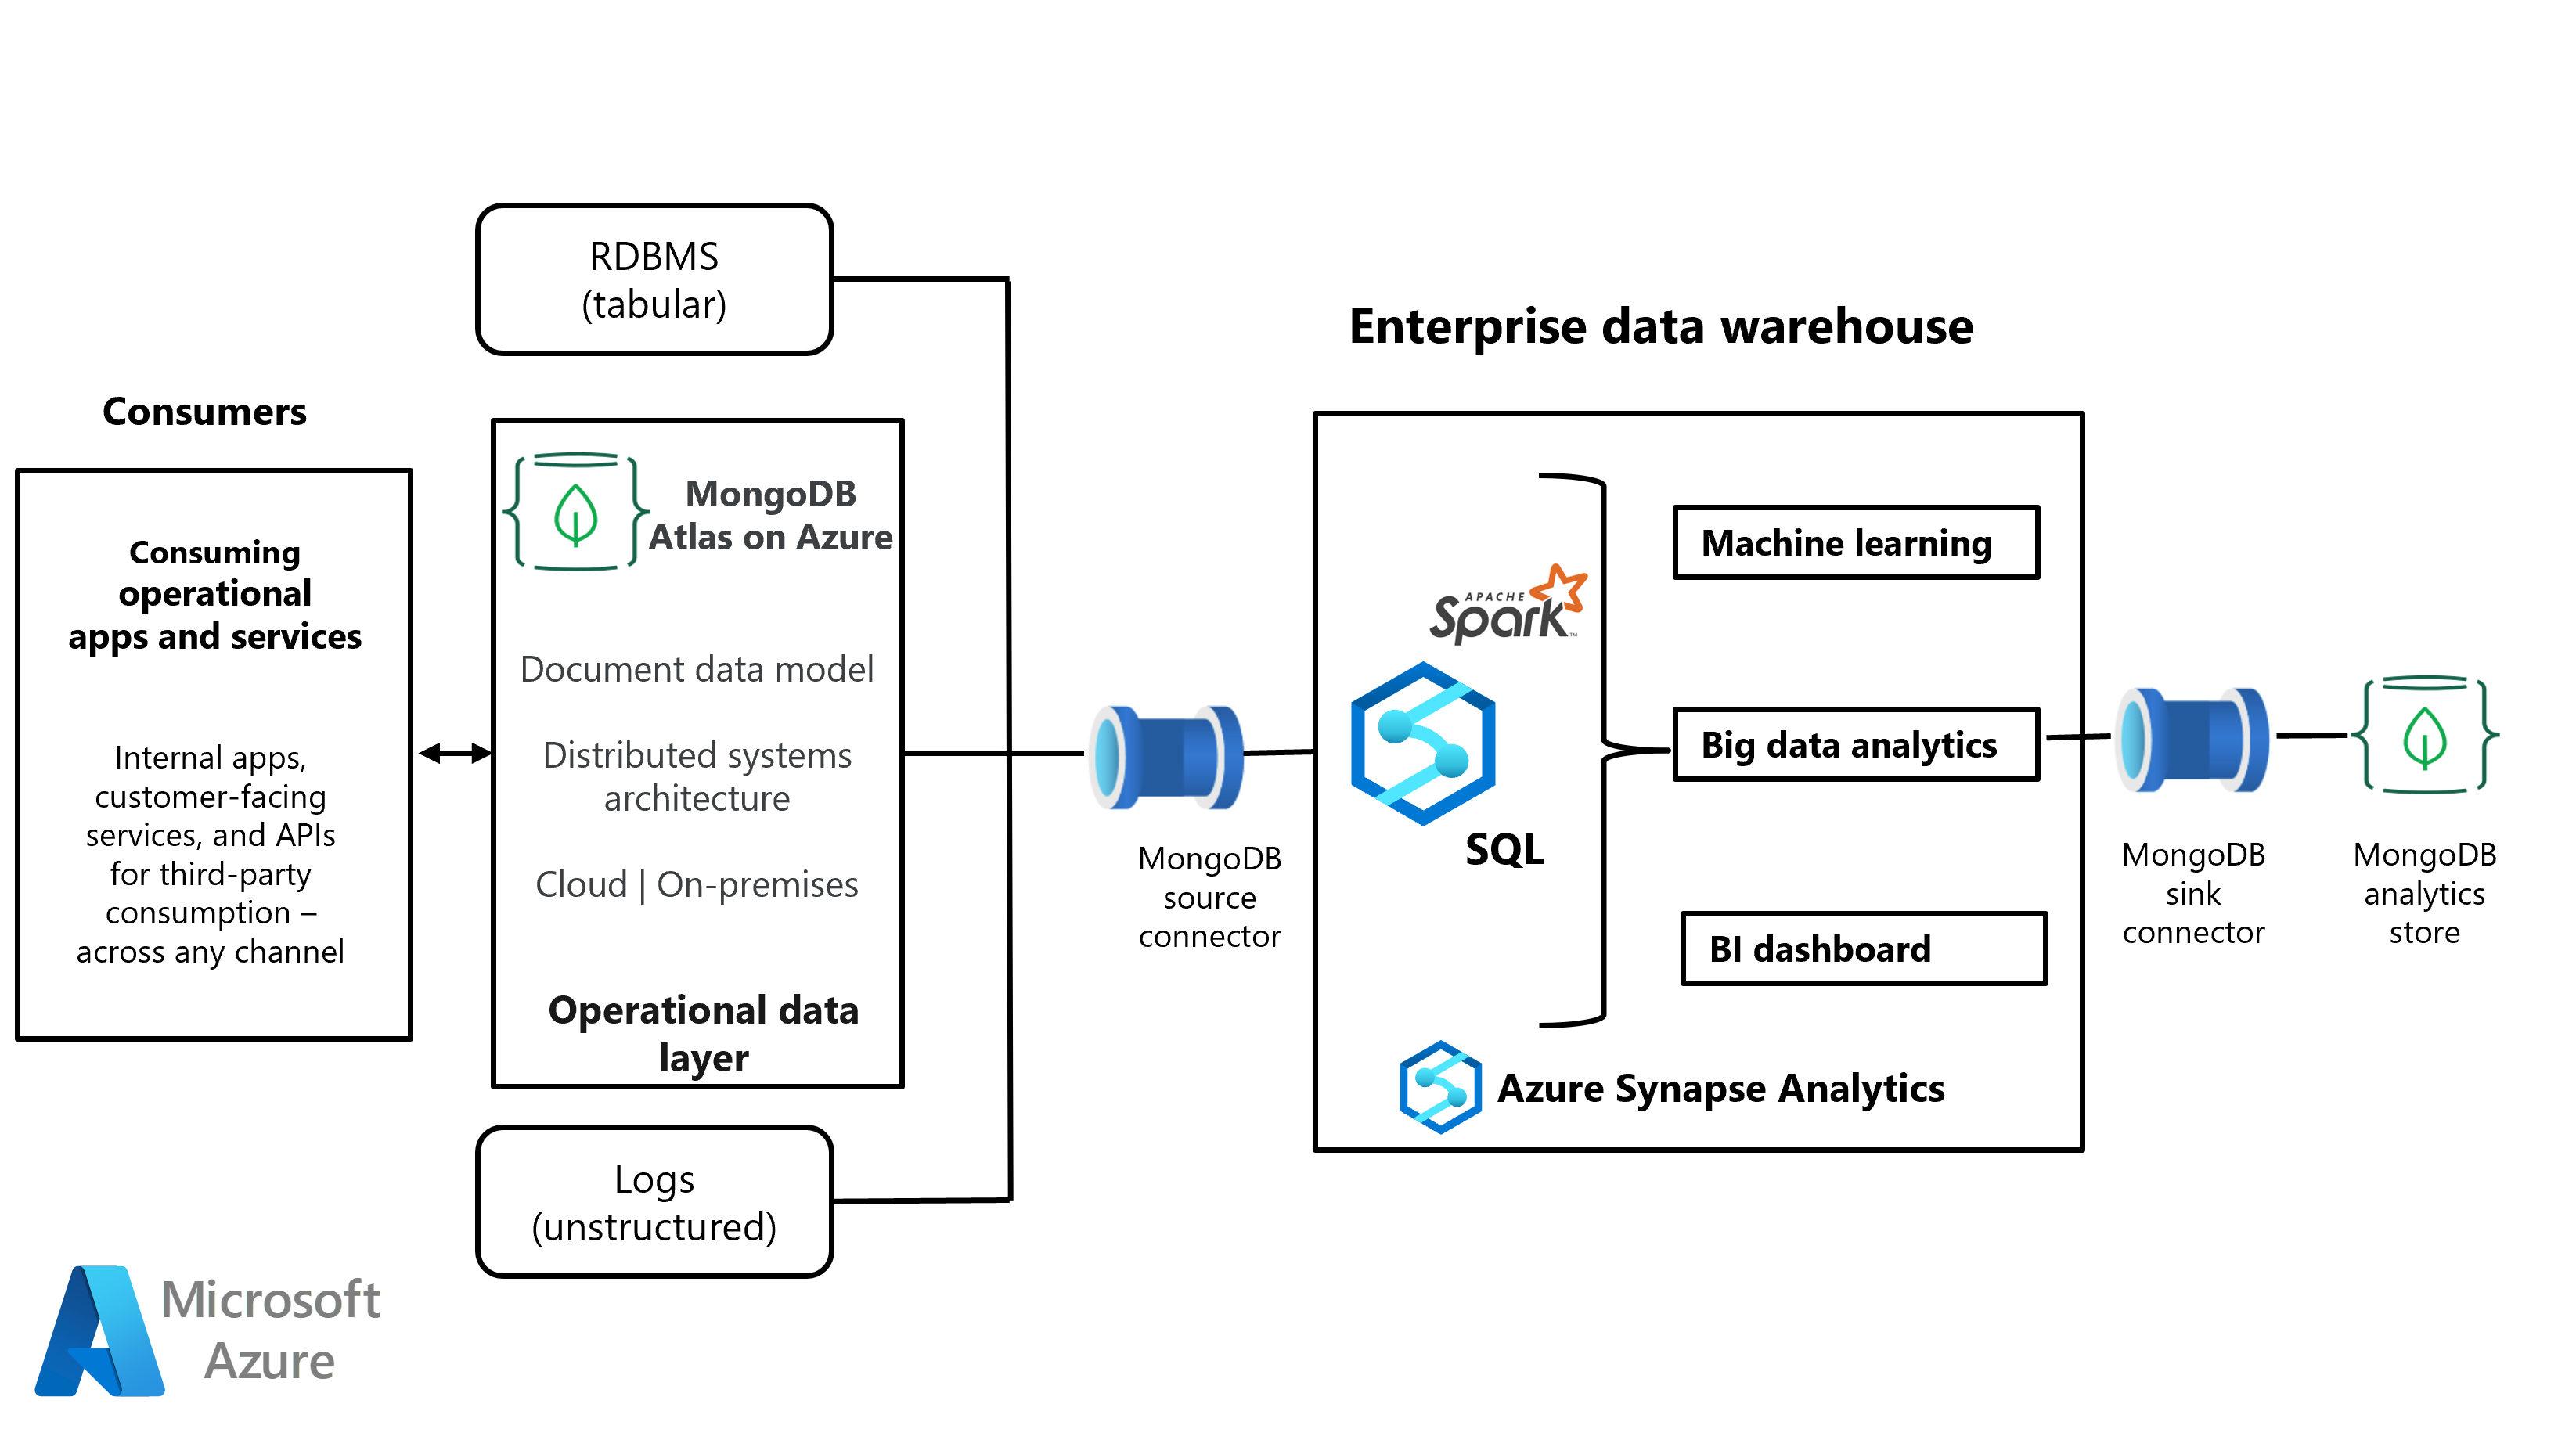 RDBMS
(tabular)
Enterprise data warehouse
Consumers
Consuming
operational
apps and services
Internal apps,
customer-facing
services, and APIs
for third-party
consumption –
across any channel
MongoDB
Atlas on Azure
Document data model
Distributed systems
architecture
Cloud | On-premises
Operational data
layer
Logs
(unstructured)
MongoDB
source
connector
APACHE
Spark™
SQL
Machine learning
Big data analytics
BI dashboard
Azure Synapse Analytics
MongoDB
sink
connector
MongoDB
analytics
store
Microsoft
Azure